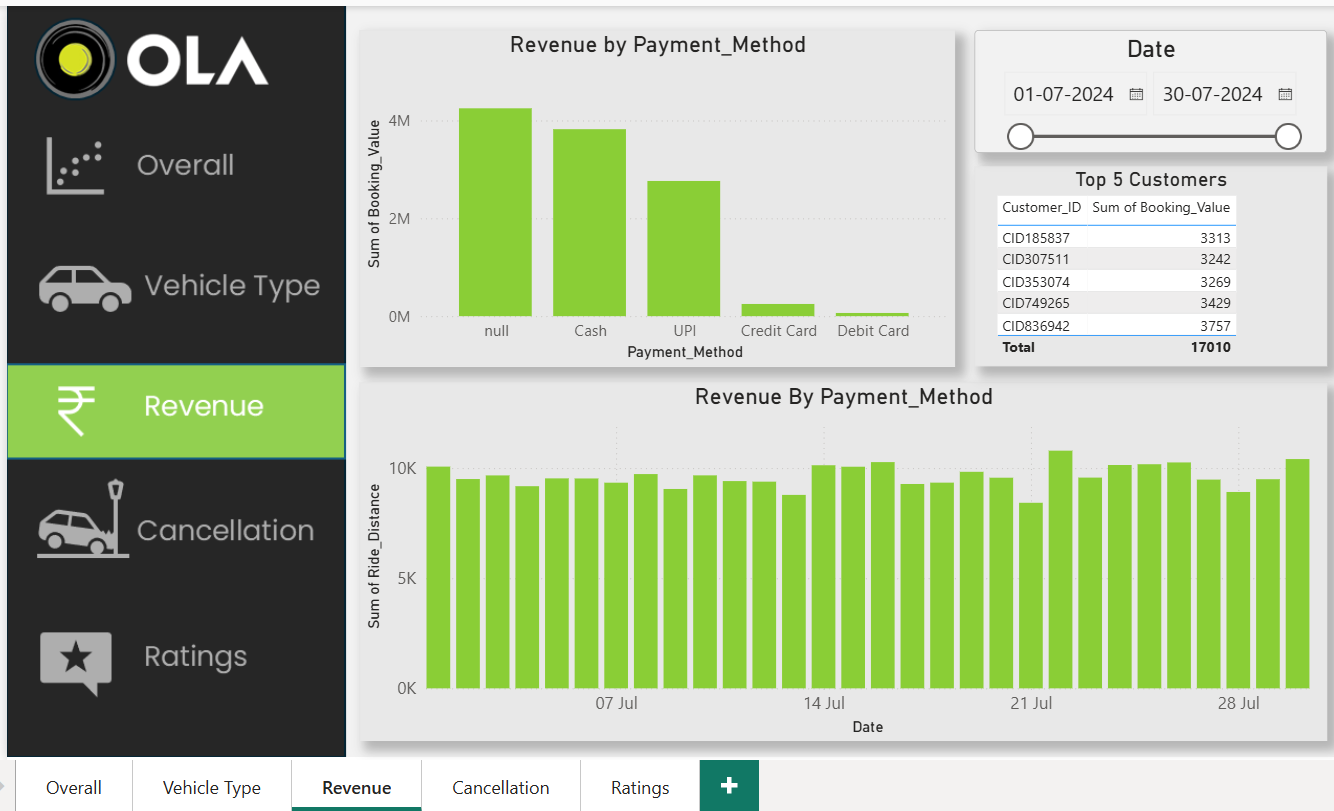 OLA
Overall
Vehicle Type
₹ Revenue
Cancellation
Ratings
Revenue by Payment_Method
Sum of Booking_Value
4M
2M
0M
null Cash UPI Credit Card Debit Card
Payment_Method
Date
01-07-2024 30-07-2024
Top 5 Customers
Customer_ID Sum of Booking_Value
CID185837 3313
CID307511 3242
CID353074 3269
CID749265 3429
CID836942 3757
Total 17010
Revenue By Payment_Method
Sum of Ride_Distance
10K
5K
0K
07 Jul 14 Jul 21 Jul 28 Jul
Date
Overall Vehicle Type Revenue Cancellation Ratings +